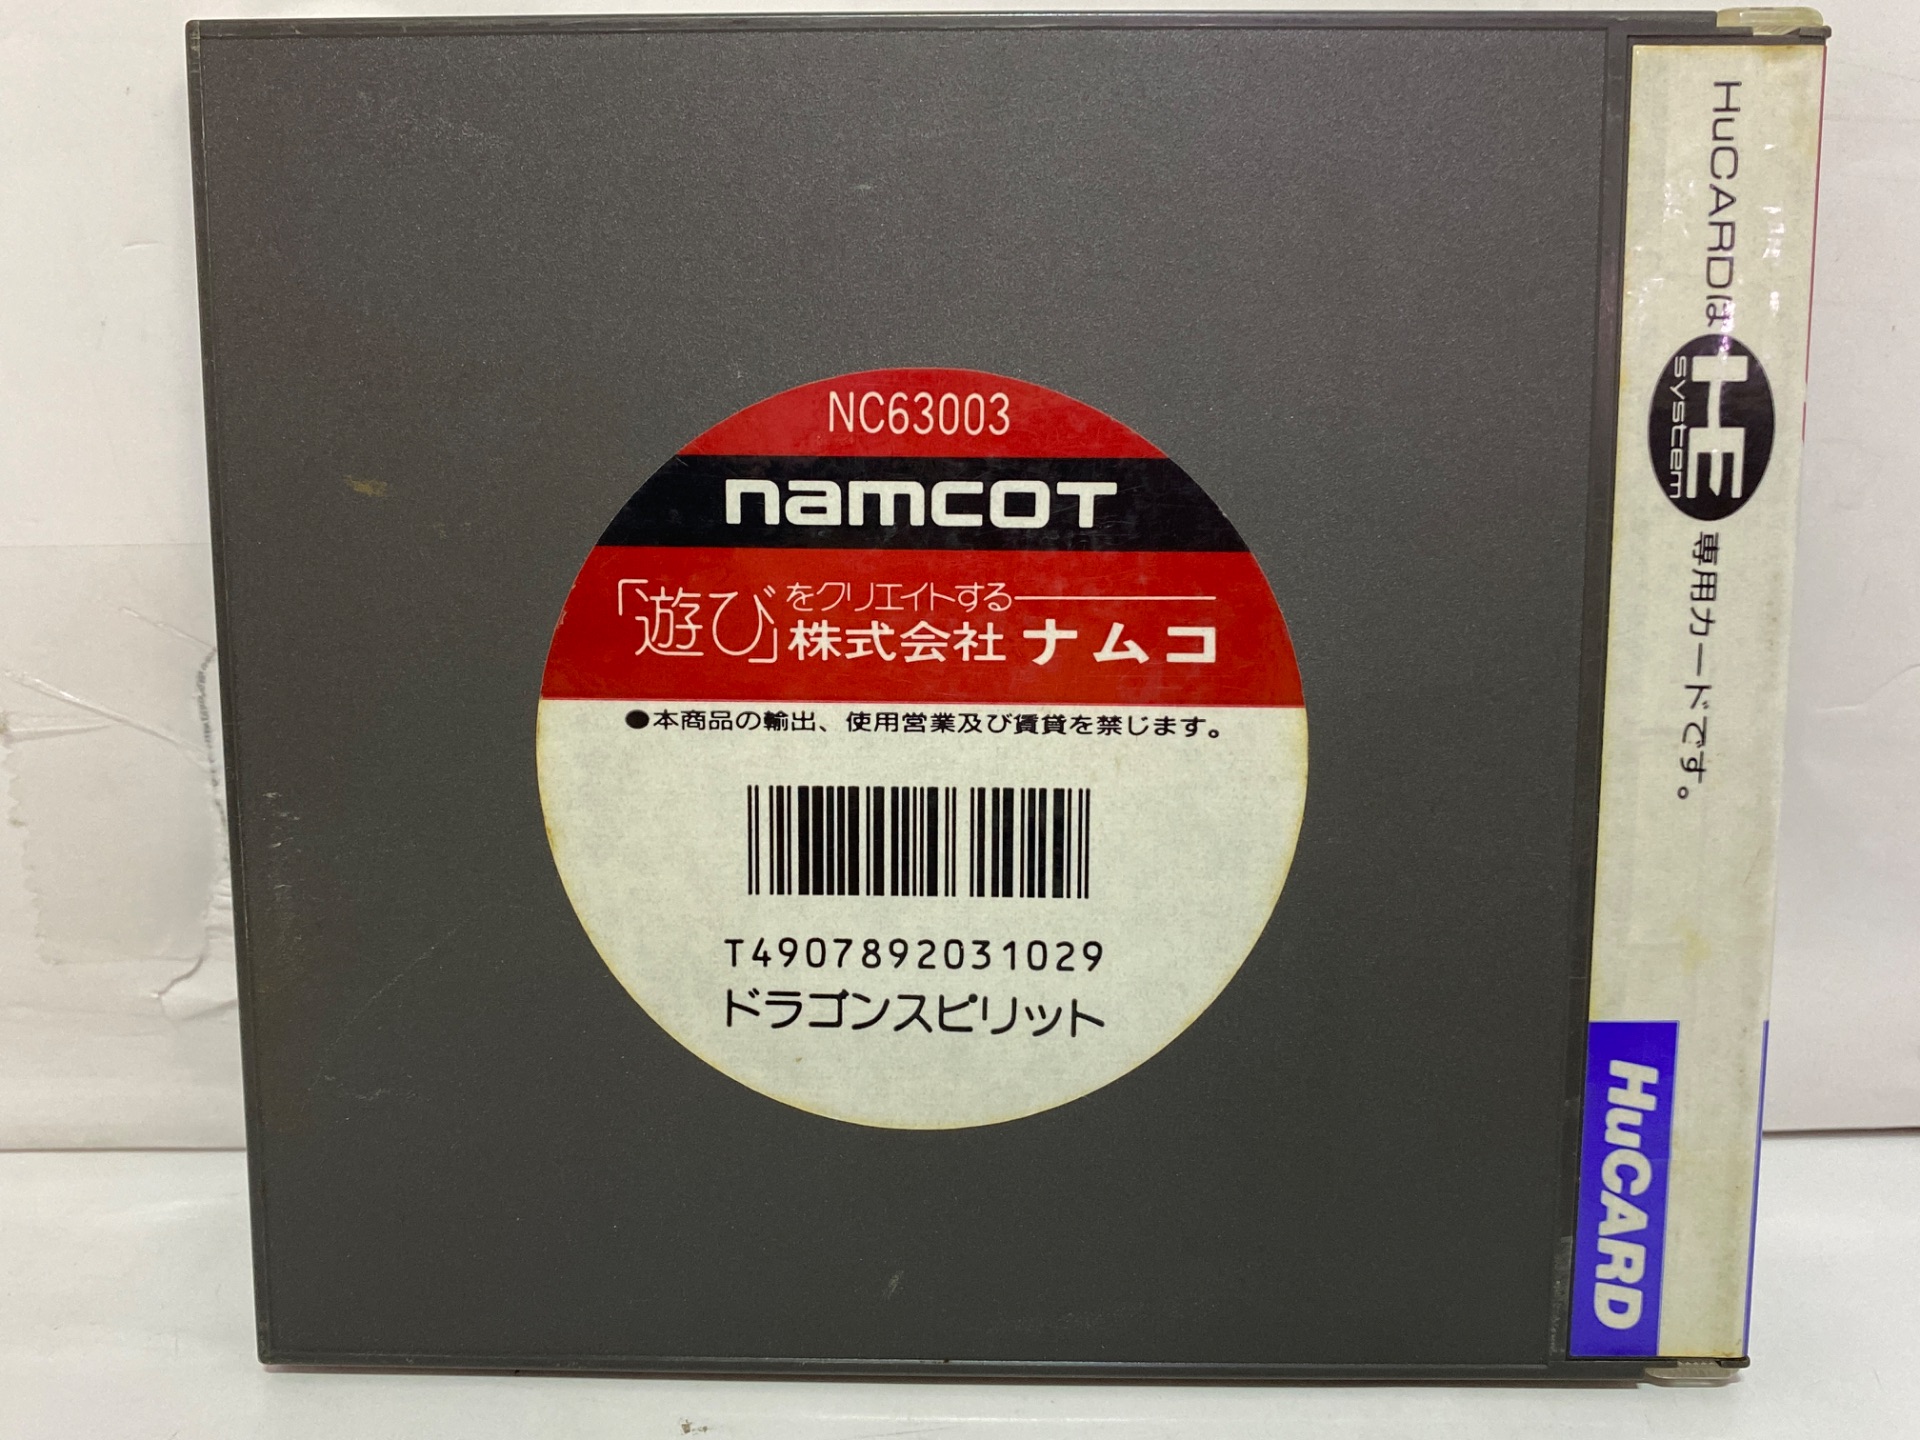 NC63003
namcoT
「遊び」をクリエイトする
株式会社ナムコ
●本商品の輸出、使用営業及び賃貸を禁じます。
T4907892031029
ドラゴンスピリット
HuCARDは HE system 専用カードです。
HuCARD